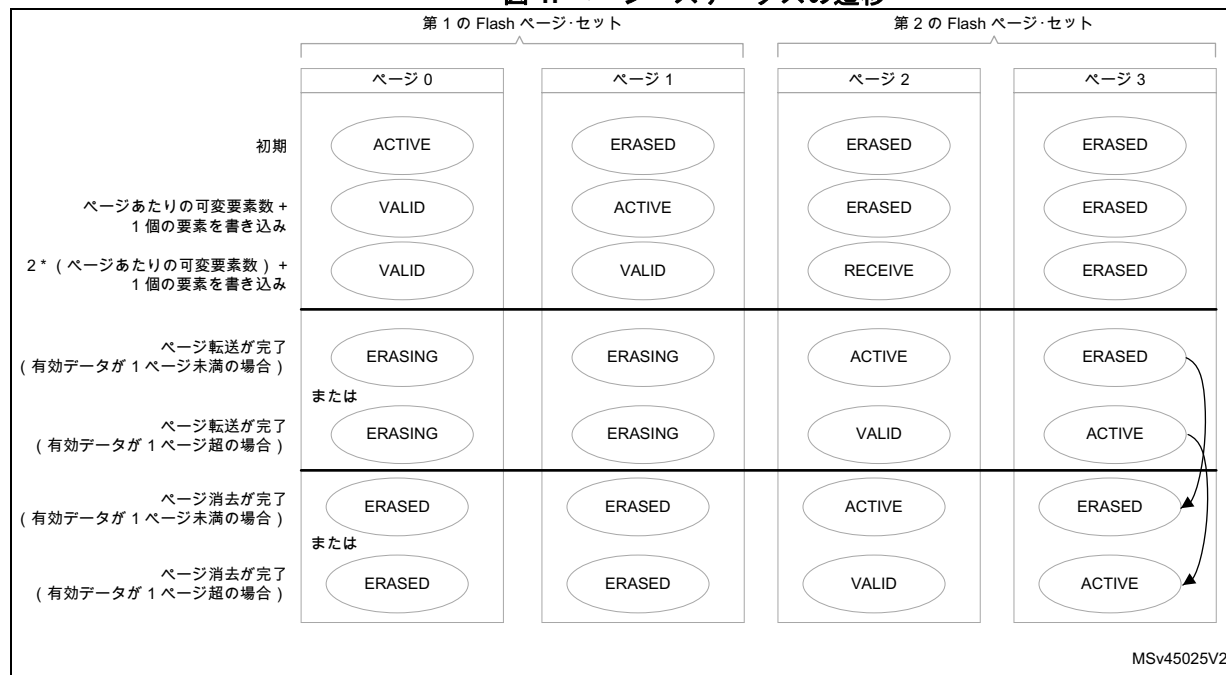 第 1 の Flash ページ・セット
第 2 の Flash ページ・セット
ページ 0
ページ 1
ページ 2
ページ 3
初期
ACTIVE
ERASED
ERASED
ERASED
ページあたりの可変要素数 +
1 個の要素を書き込み
VALID
ACTIVE
ERASED
ERASED
2 * ( ページあたりの可変要素数 ) +
1 個の要素を書き込み
VALID
VALID
RECEIVE
ERASED
ページ転送が完了
( 有効データが 1 ページ未満の場合 )
ERASING
ERASING
ACTIVE
ERASED
または
ページ転送が完了
( 有効データが 1 ページ超の場合 )
ERASING
ERASING
VALID
ACTIVE
ページ消去が完了
( 有効データが 1 ページ未満の場合 )
ERASED
ERASED
ACTIVE
ERASED
または
ページ消去が完了
( 有効データが 1 ページ超の場合 )
ERASED
ERASED
VALID
ACTIVE
MSv45025V2